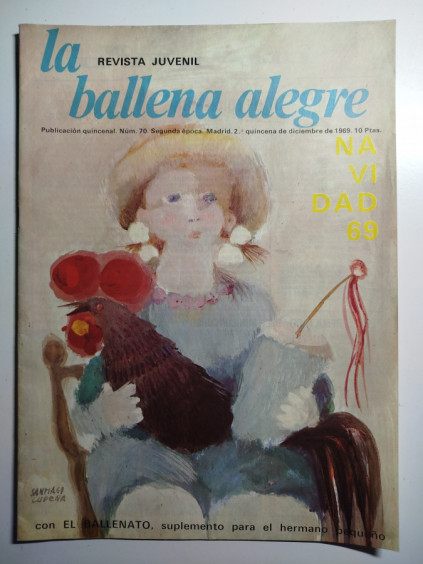 la
REVISTA JUVENIL
ballena alegre
Publicación quincenal. Núm. 70. Segunda época. Madrid. 2.ª quincena de diciembre de 1969. 10 Ptas.
NA
VI
DAD
69
SANTIAGO
con EL BALLENATO, suplemento para el hermano pequeño